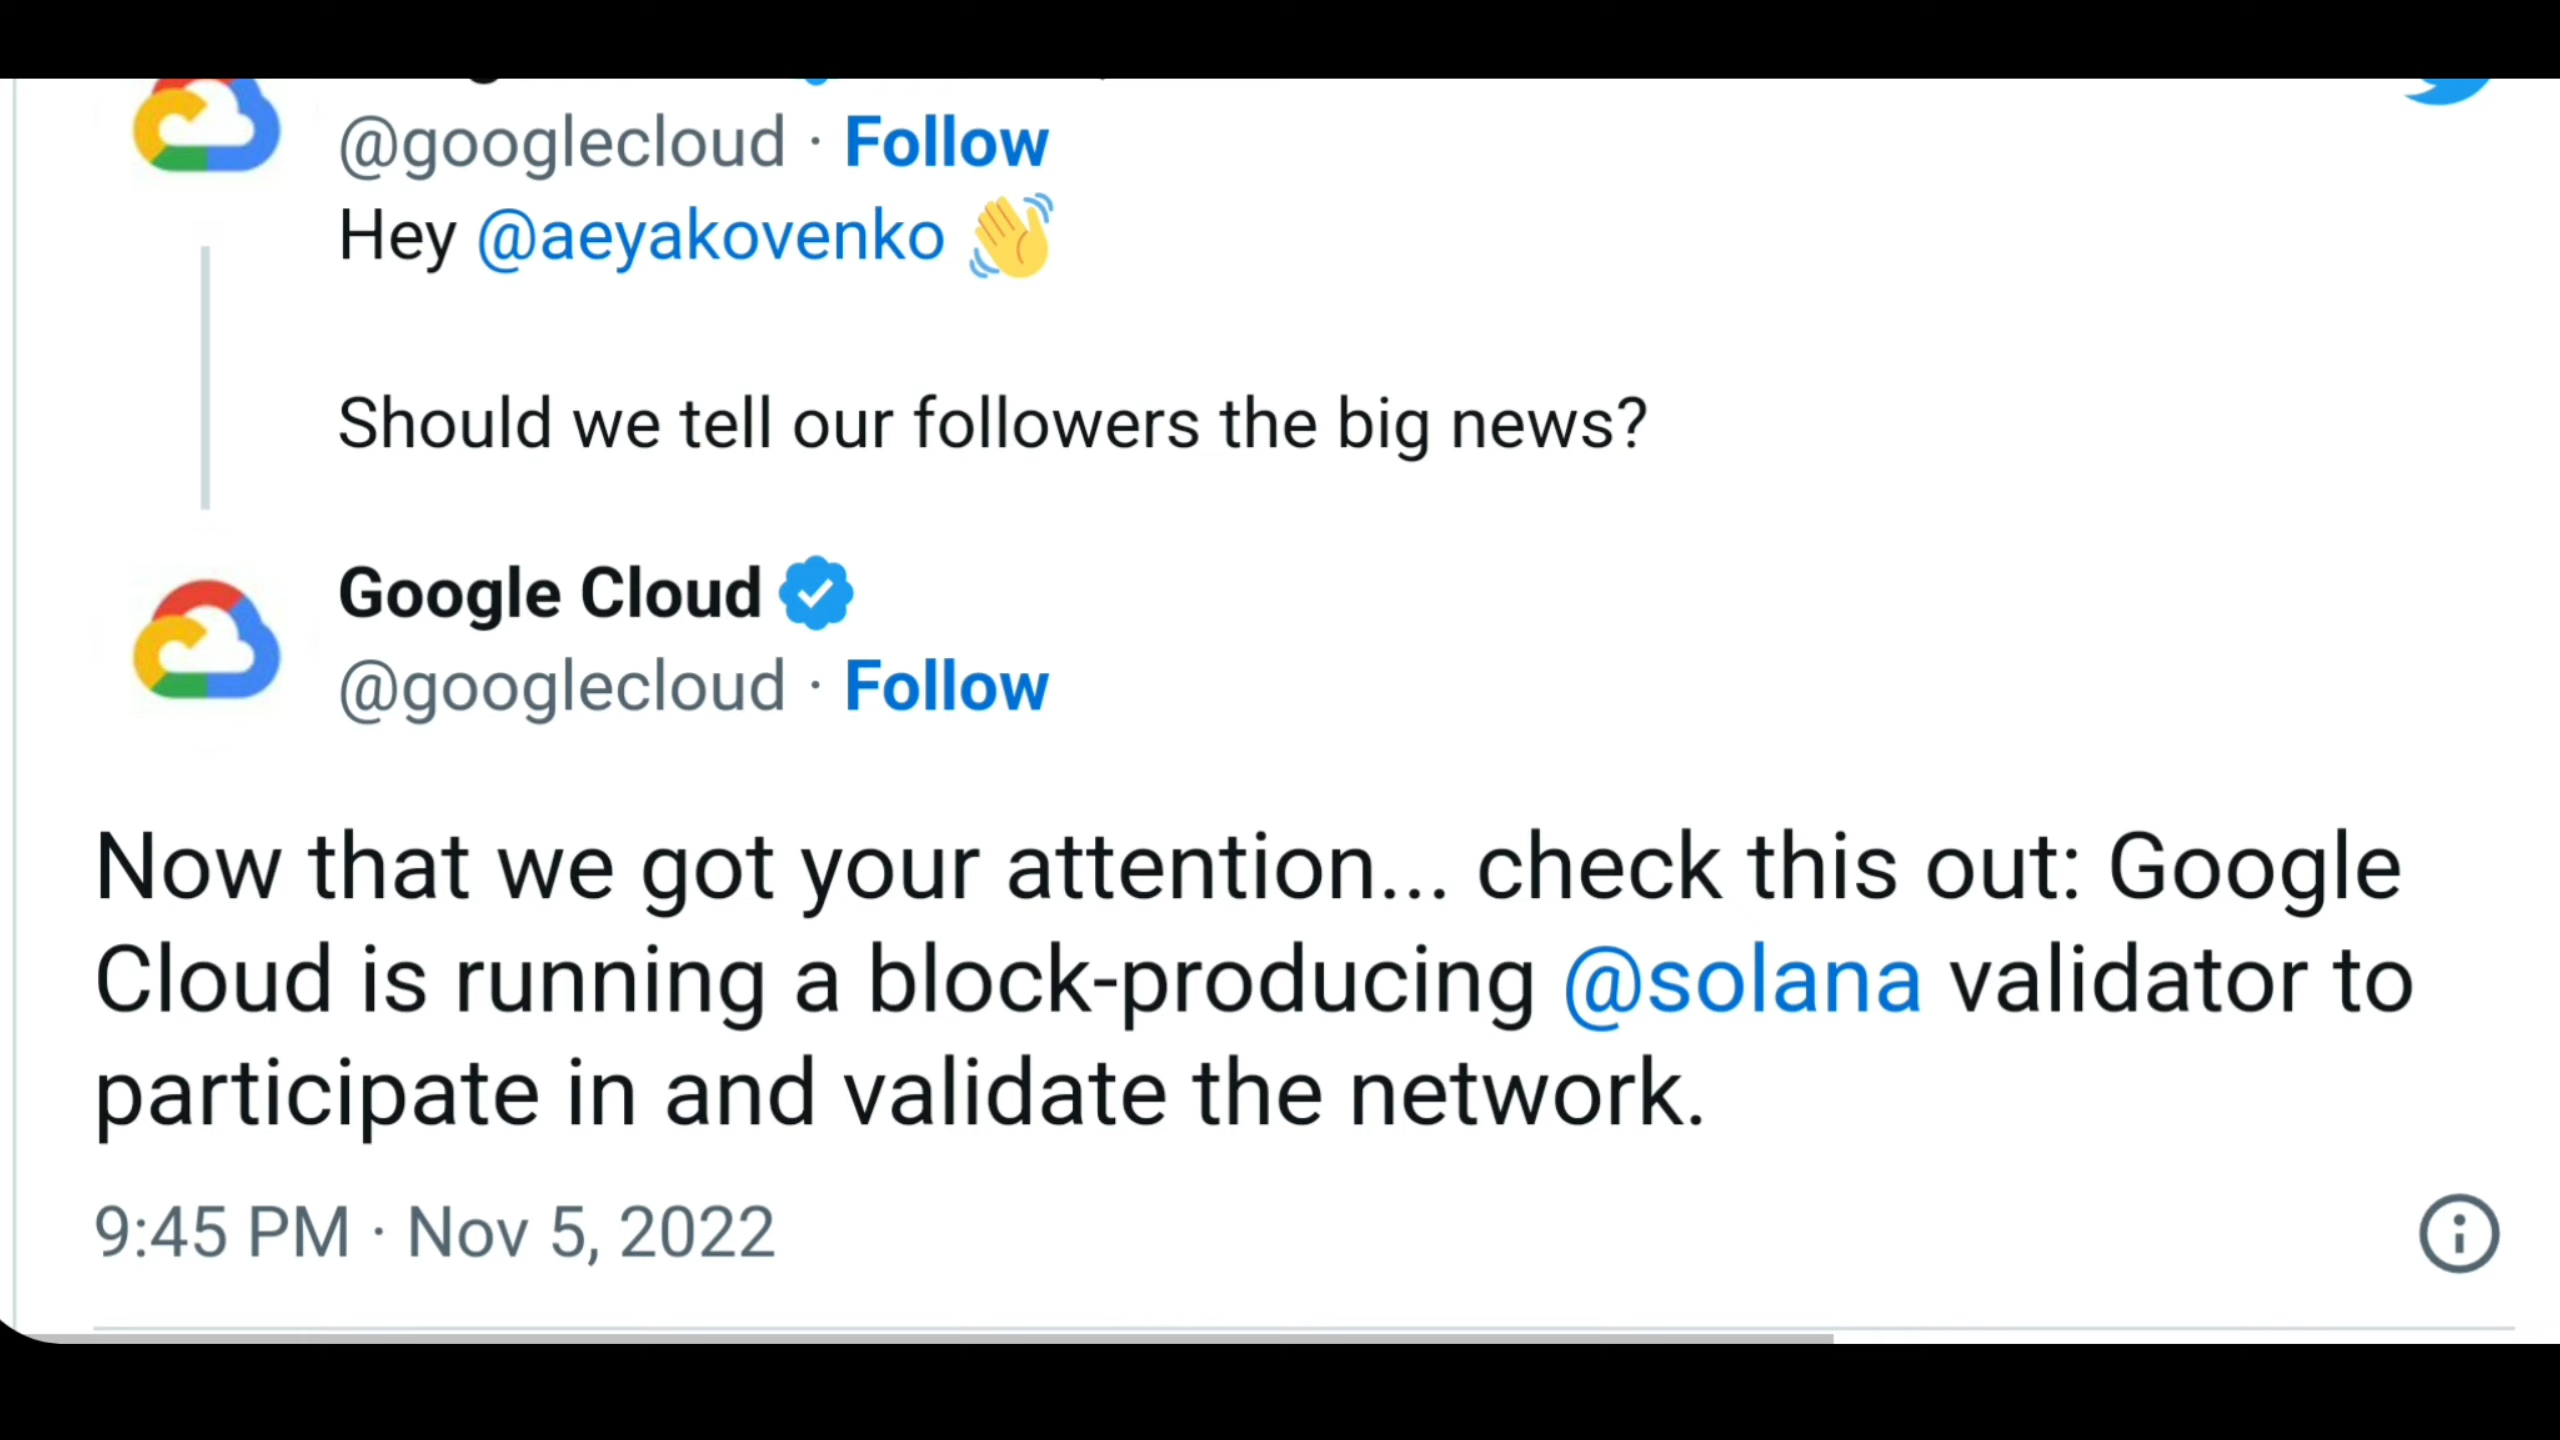 @googlecloud · Follow
Hey @aeyakovenko 👋
Should we tell our followers the big news?
Google Cloud
@googlecloud · Follow
Now that we got your attention... check this out: Google
Cloud is running a block-producing @solana validator to
participate in and validate the network.
9:45 PM · Nov 5, 2022